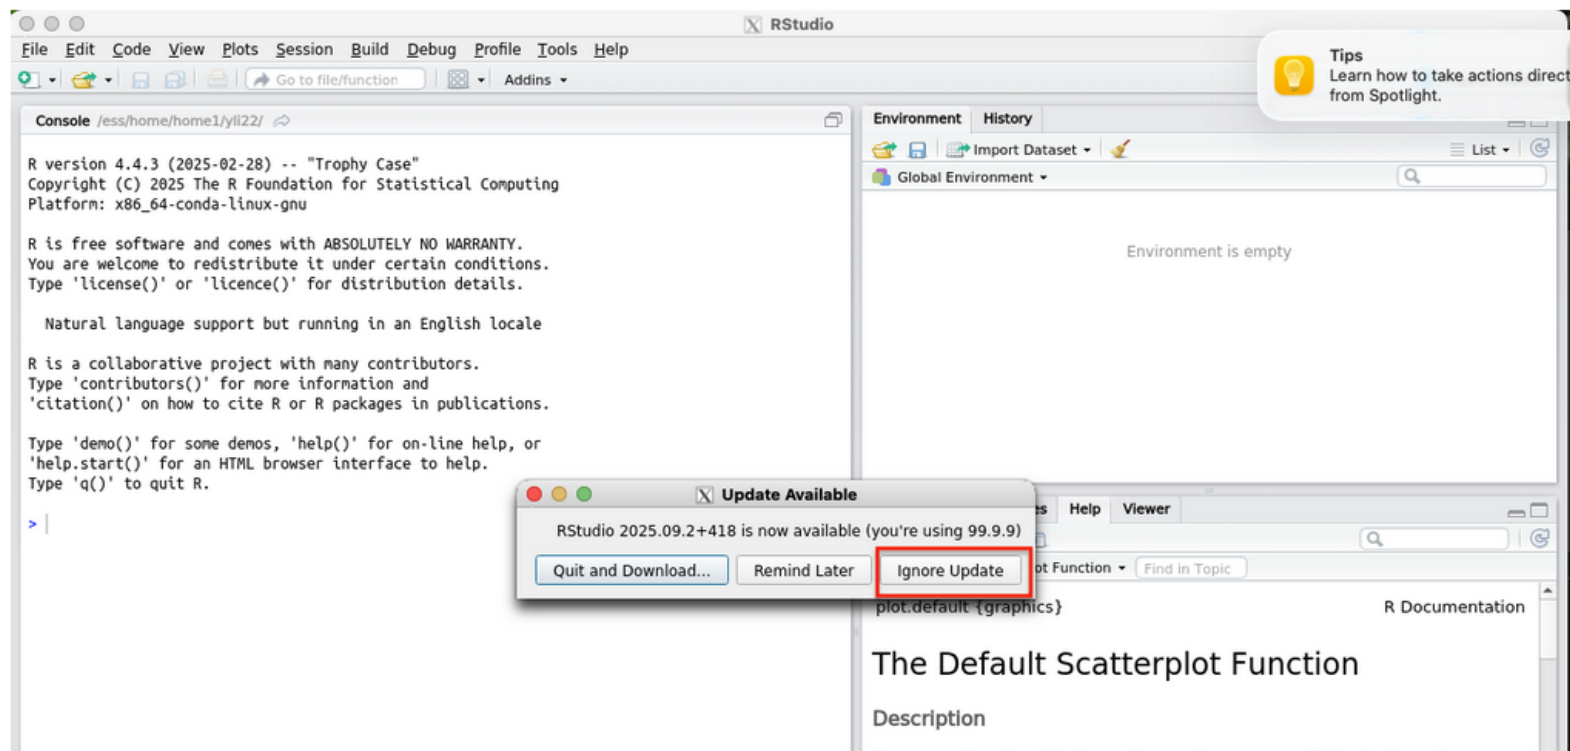 RStudio
File Edit Code View Plots Session Build Debug Profile Tools Help
Go to file/function
Addins
Tips
Learn how to take actions direct
from Spotlight.
Console /ess/home/home1/yli22/
R version 4.4.3 (2025-02-28) -- "Trophy Case"
Copyright (C) 2025 The R Foundation for Statistical Computing
Platform: x86_64-conda-linux-gnu
R is free software and comes with ABSOLUTELY NO WARRANTY.
You are welcome to redistribute it under certain conditions.
Type 'license()' or 'licence()' for distribution details.
Natural language support but running in an English locale
R is a collaborative project with many contributors.
Type 'contributors()' for more information and
'citation()' on how to cite R or R packages in publications.
Type 'demo()' for some demos, 'help()' for on-line help, or
'help.start()' for an HTML browser interface to help.
Type 'q()' to quit R.
>
Environment History
Import Dataset
List
Global Environment
Environment is empty
Update Available
RStudio 2025.09.2+418 is now available (you're using 99.9.9)
Quit and Download... Remind Later Ignore Update
es Help Viewer
ot Function Find in Topic
plot.default {graphics} R Documentation
The Default Scatterplot Function
Description